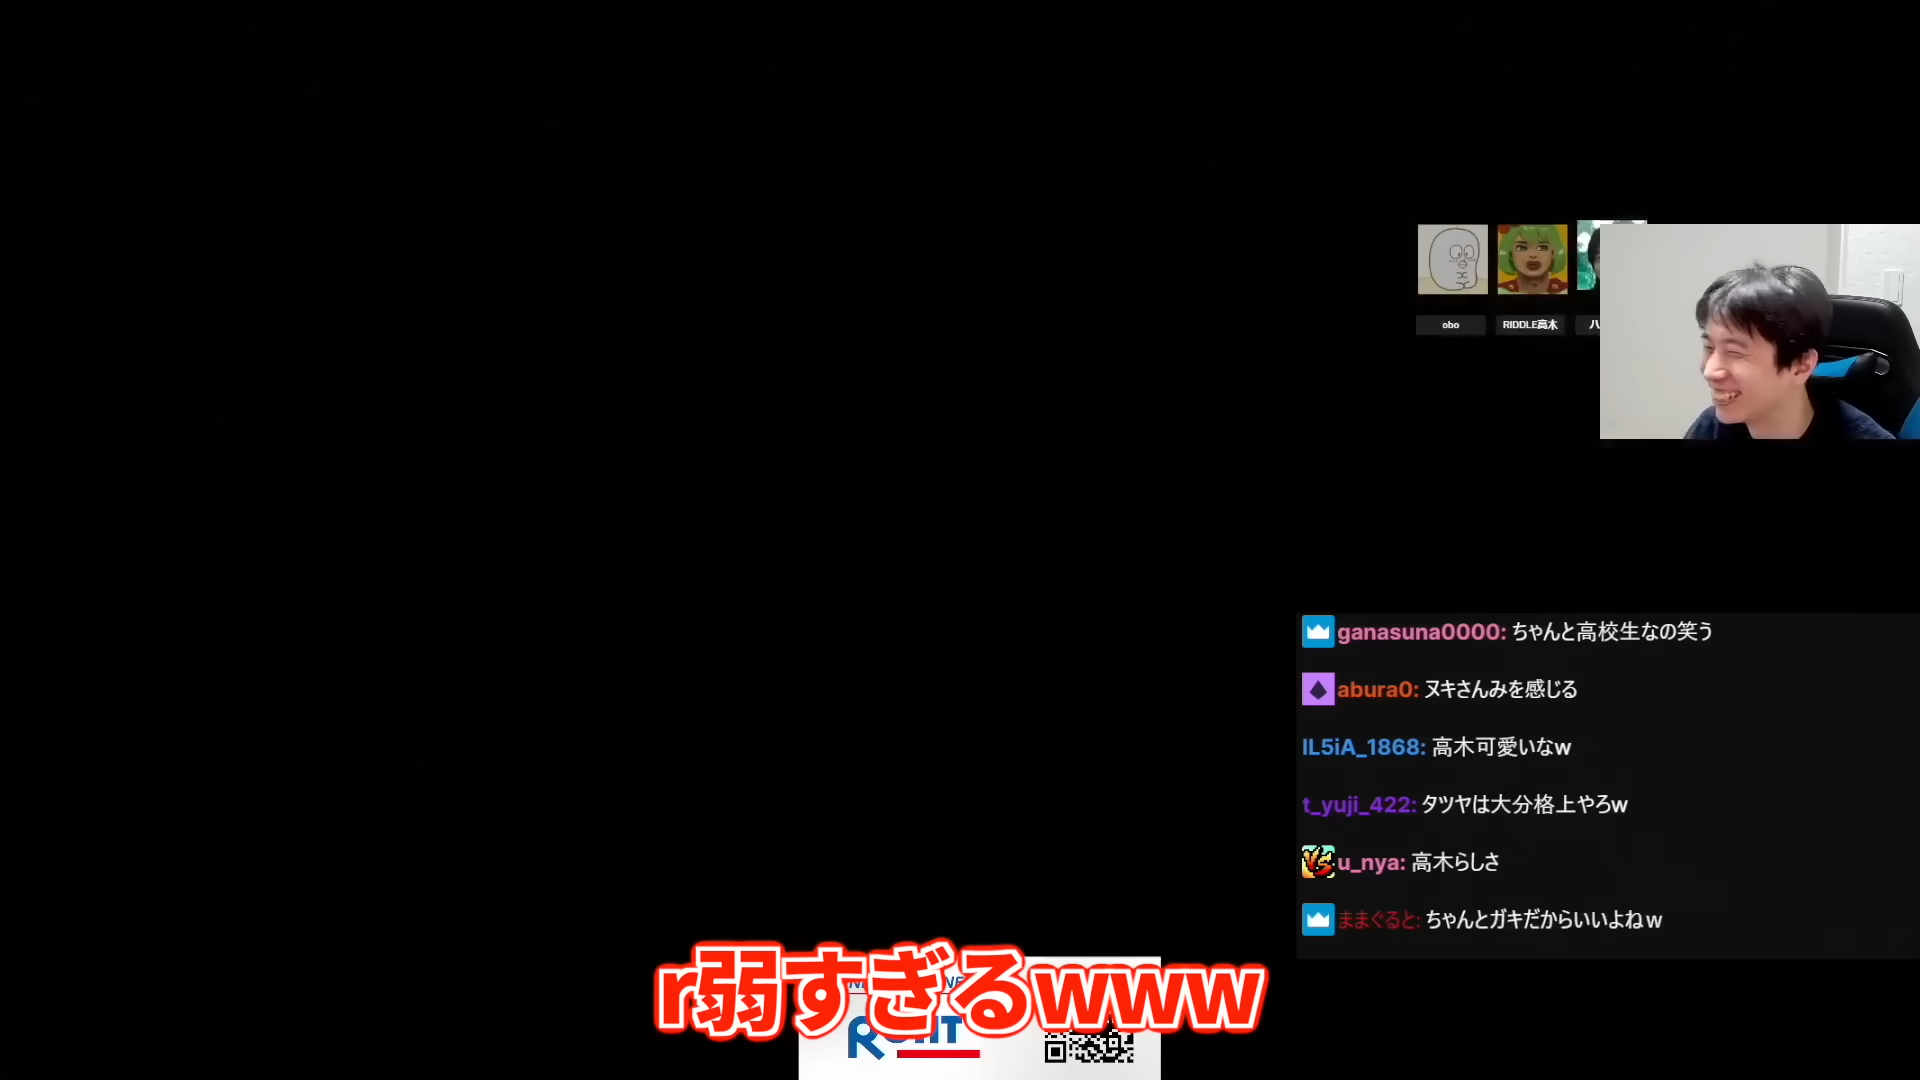 obo
RIDDLE高木
ganasuna0000: ちゃんと高校生なの笑う
abura0: ヌキさんみを感じる
IL5iA_1868: 高木可愛いなw
t_yuji_422: タツヤは大分格上やろw
u_nya: 高木らしさ
ままぐると: ちゃんとガキだからいいよねｗ
r弱すぎるwww